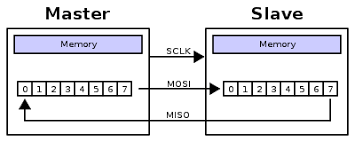 Master Slave
Memory Memory
SCLK
0 1 2 3 4 5 6 7 MOSI 0 1 2 3 4 5 6 7
MISO